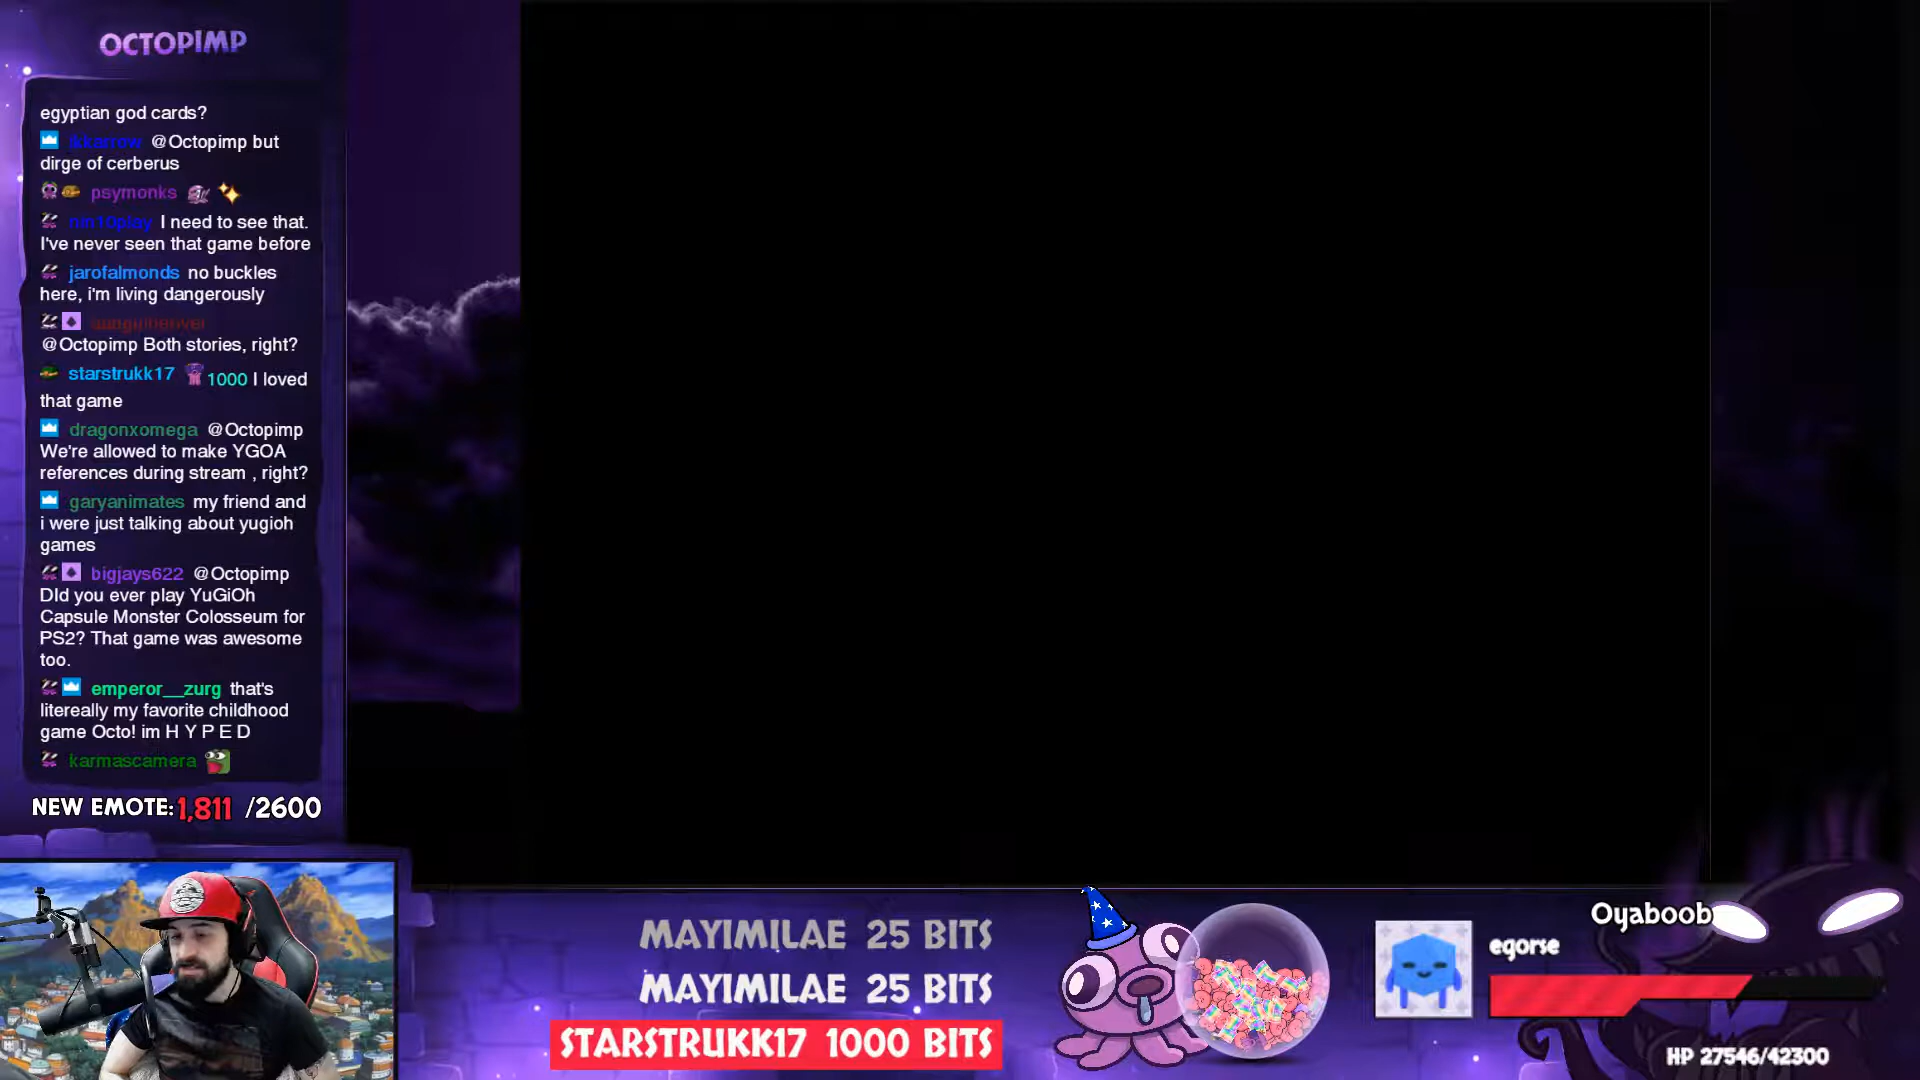 OCTOPIMP
egyptian god cards?
ikkarrow @Octopimp but
dirge of cerberus
psymonks
nin10play I need to see that.
I've never seen that game before
jarofalmonds no buckles
here, i'm living dangerously
@Octopimp Both stories, right?
starstrukk17 1000 I loved
that game
dragonxomega @Octopimp
We're allowed to make YGOA
references during stream , right?
garyanimates my friend and
i were just talking about yugioh
games
bigjays622 @Octopimp
DId you ever play YuGiOh
Capsule Monster Colosseum for
PS2? That game was awesome
too.
emperor__zurg that's
litereally my favorite childhood
game Octo! im H Y P E D
karmascamera
NEW EMOTE: 1,811 /2600
MAYIMILAE 25 BITS
MAYIMILAE 25 BITS
STARSTRUKK17 1000 BITS
Oyaboob
egorse
HP 27546/42300